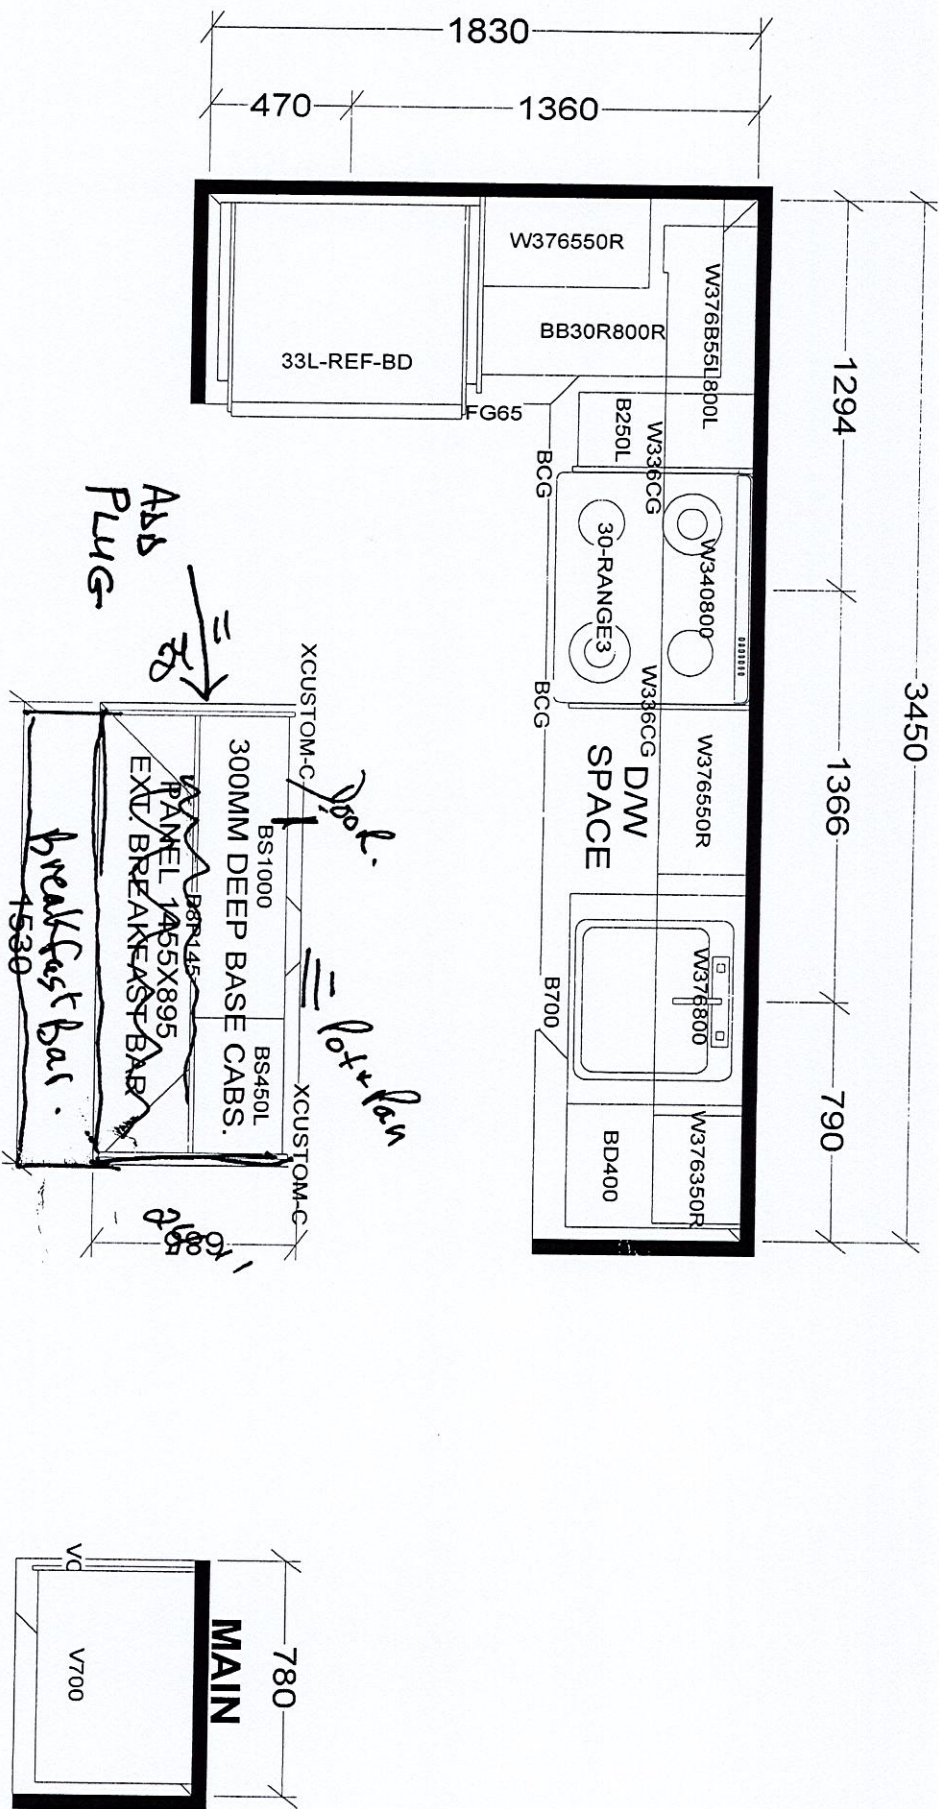 1830
470
1360
3450
1294
1366
790
W376550R
W376B55L800L
BB30R800R
33L-REF-BD
FG65
B250L
W336CG
BCG
30-RANGE3
W340800
BCG
W336CG
D/W
SPACE
W376550R
B700
W376800
BD400
W376350R
ADD
PLUG
XCUSTOM-C
Door.
BS1000
BS450L
300MM DEEP BASE CABS.
PANEL 1455X895
EXT. BREAKFAST BAR
Pot & Pan
XCUSTOM-C
Breakfast Bar.
1530
MAIN
780
V700